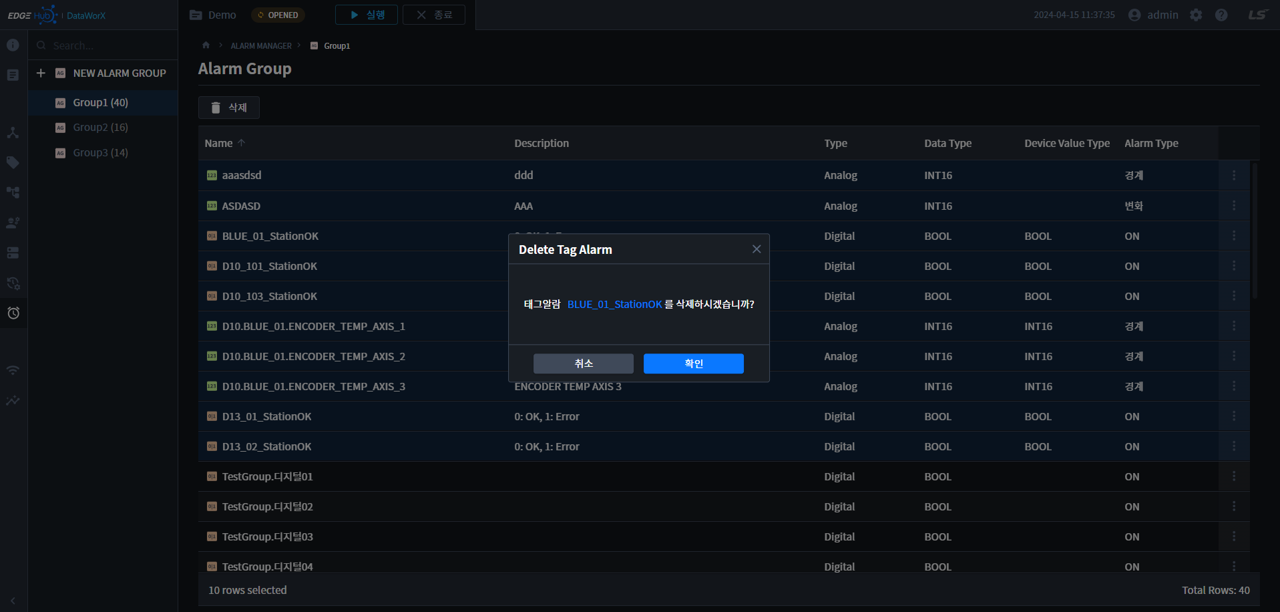 EDGE Hub | DataWorX
Demo
OPENED
실행
종료
2024-04-15 11:37:35
admin
LS
Search...
NEW ALARM GROUP
Group1 (40)
Group2 (16)
Group3 (14)
ALARM MANAGER
Group1
Alarm Group
삭제
Name Description Type Data Type Device Value Type Alarm Type
aaasdsd ddd Analog INT16 경계
ASDASD AAA Analog INT16 변화
BLUE_01_StationOK Digital BOOL BOOL ON
D10_101_StationOK Digital BOOL BOOL ON
D10_103_StationOK Digital BOOL BOOL ON
D10.BLUE_01.ENCODER_TEMP_AXIS_1 Analog INT16 INT16 경계
D10.BLUE_01.ENCODER_TEMP_AXIS_2 Analog INT16 INT16 경계
D10.BLUE_01.ENCODER_TEMP_AXIS_3 ENCODER TEMP AXIS 3 Analog INT16 INT16 경계
D13_01_StationOK 0: OK, 1: Error Digital BOOL BOOL ON
D13_02_StationOK 0: OK, 1: Error Digital BOOL BOOL ON
TestGroup.디지털01 Digital BOOL ON
TestGroup.디지털02 Digital BOOL ON
TestGroup.디지털03 Digital BOOL ON
TestGroup.디지털04 Digital BOOL ON
10 rows selected
Total Rows: 40
Delete Tag Alarm
태그알람 BLUE_01_StationOK 를 삭제하시겠습니까?
취소
확인